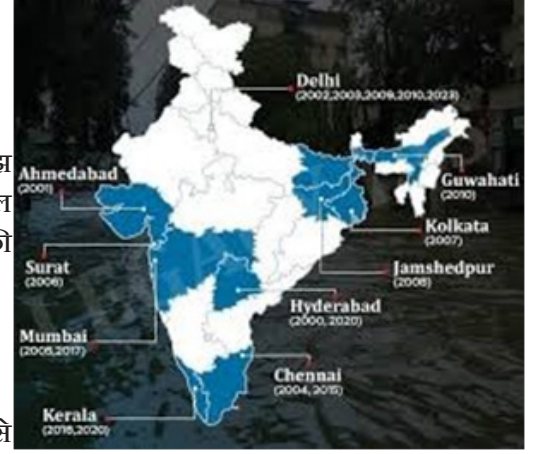 Delhi
(2002,2003,2009,2010,2023)
Ahmedabad
(2001)
Guwahati
(2010)
Kolkata
(2007)
Surat
(2006)
Jamshedpur
(2008)
Hyderabad
(2000, 2020)
Mumbai
(2005,2017)
Chennai
(2004, 2015)
Kerala
(2018,2020)
से